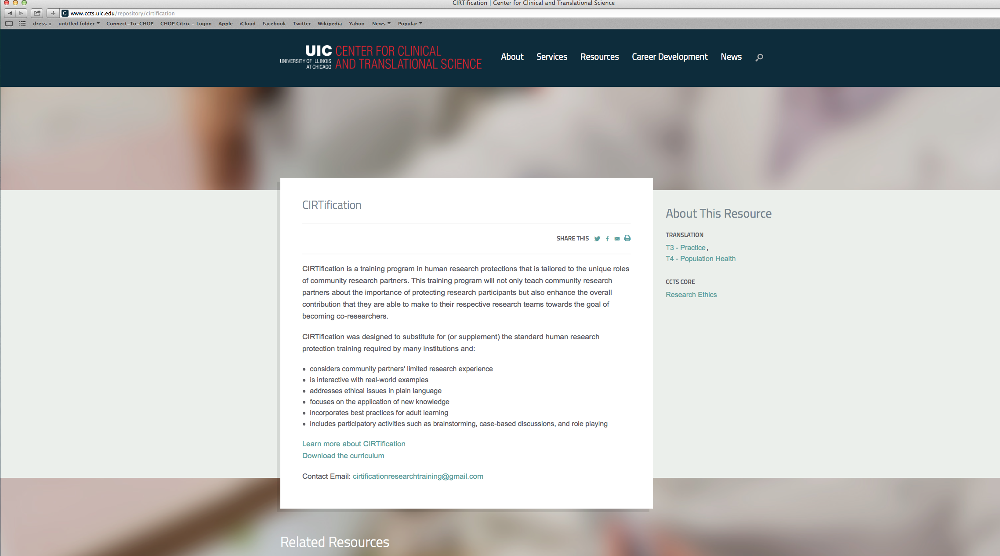 CIRTification | Center for Clinical and Translational Science
C www.ccts.uic.edu/repository/cirtification
dress untitled folder Connect-To-CHOP CHOP Citrix - Logon Apple iCloud Facebook Twitter Wikipedia Yahoo News Popular
UIC CENTER FOR CLINICAL
UNIVERSITY OF ILLINOIS AND TRANSLATIONAL SCIENCE
AT CHICAGO
About Services Resources Career Development News
CIRTification
SHARE THIS
CIRTification is a training program in human research protections that is tailored to the unique roles
of community research partners. This training program will not only teach community research
partners about the importance of protecting research participants but also enhance the overall
contribution that they are able to make to their respective research teams towards the goal of
becoming co-researchers.
CIRTification was designed to substitute for (or supplement) the standard human research
protection training required by many institutions and:
• considers community partners' limited research experience
• is interactive with real-world examples
• addresses ethical issues in plain language
• focuses on the application of new knowledge
• incorporates best practices for adult learning
• includes participatory activities such as brainstorming, case-based discussions, and role playing
Learn more about CIRTification
Download the curriculum
Contact Email: cirtificationresearchtraining@gmail.com
About This Resource
TRANSLATION
T3 - Practice,
T4 - Population Health
CCTS CORE
Research Ethics
Related Resources